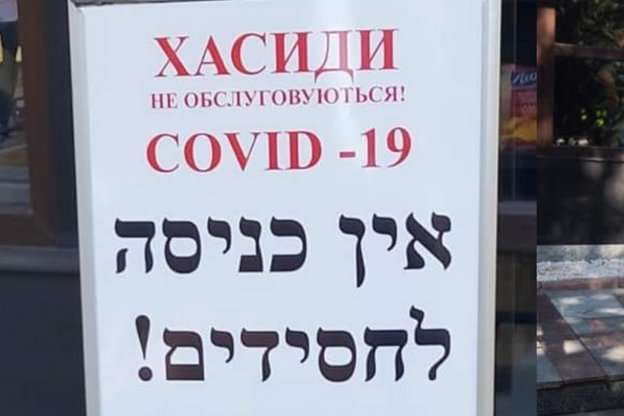 ХАСИДИ
НЕ ОБСЛУГОВУЮТЬСЯ!
COVID -19
אין כניסה
לחסידים!